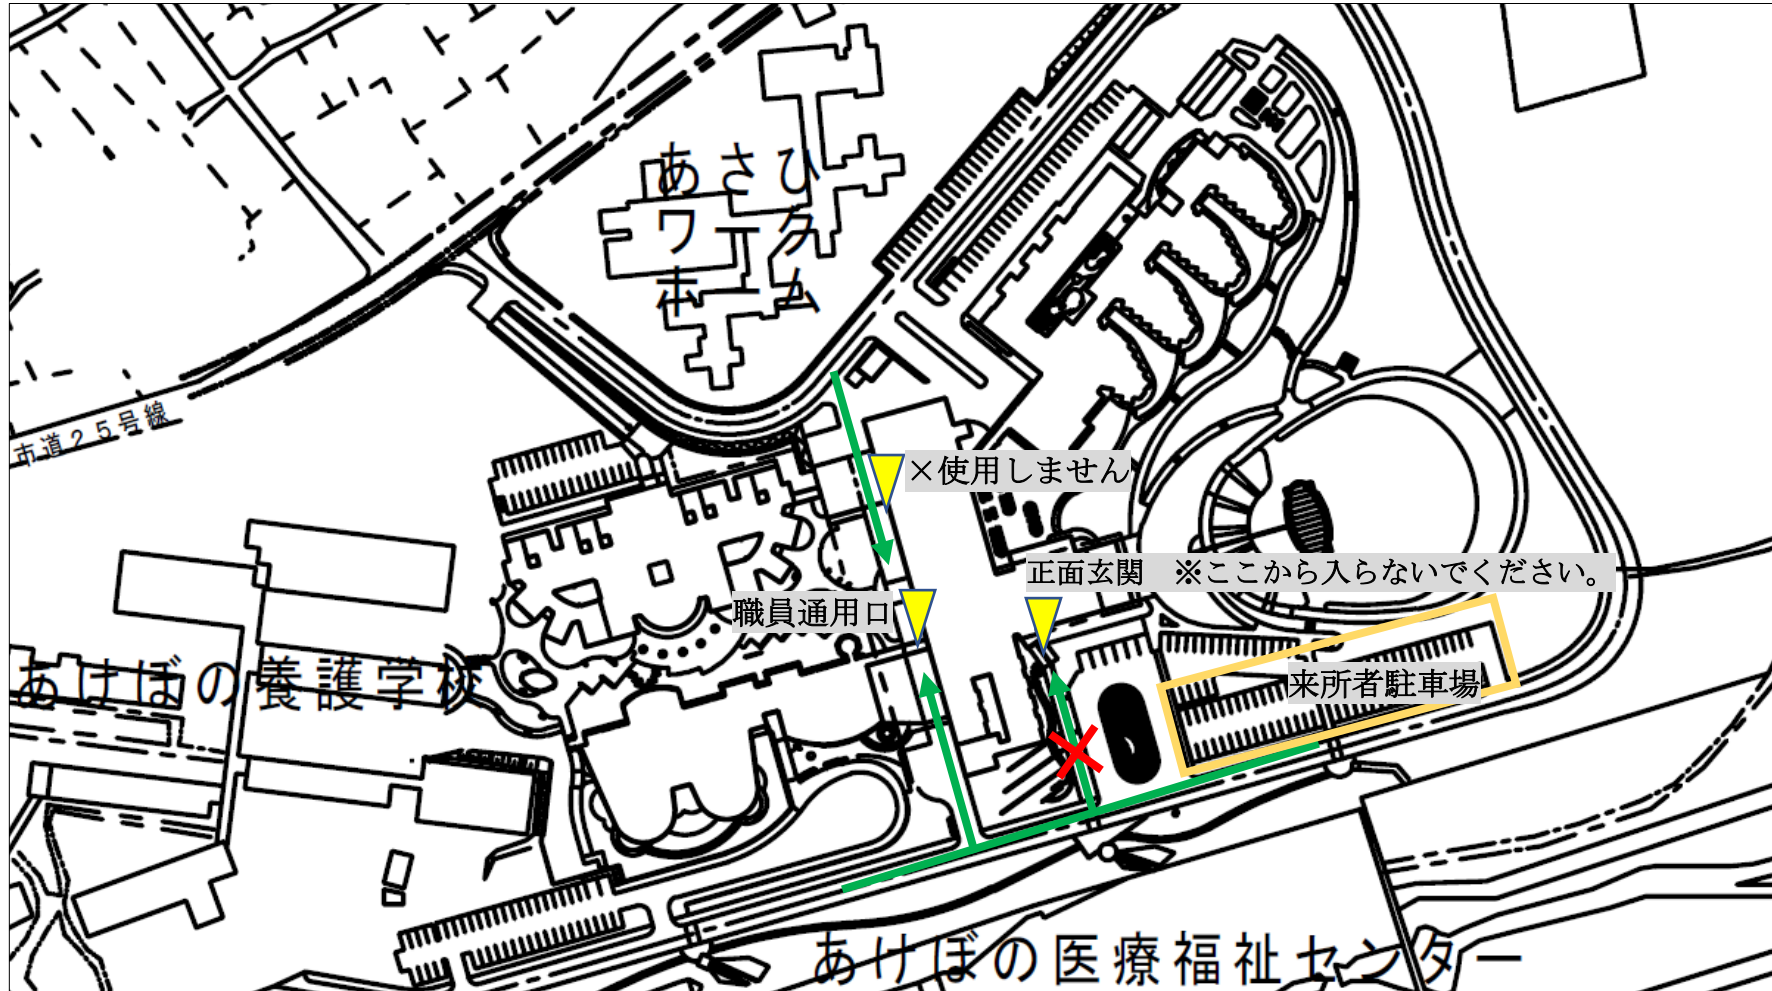 あさひ
ワーク
ホーム
市道25号線
×使用しません
正面玄関　※ここから入らないでください。
職員通用口
来所者駐車場
あけぼの養護学校
あけぼの医療福祉センター